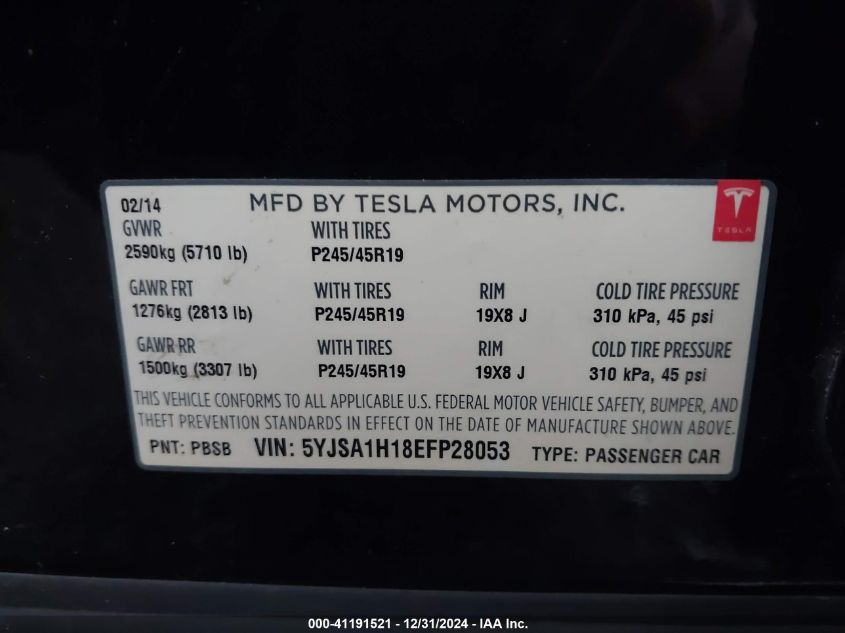 02/14 MFD BY TESLA MOTORS, INC.
TESLA
GVWR WITH TIRES
2590kg (5710 lb) P245/45R19
GAWR FRT WITH TIRES RIM COLD TIRE PRESSURE
1276kg (2813 lb) P245/45R19 19X8 J 310 kPa, 45 psi
GAWR RR WITH TIRES RIM COLD TIRE PRESSURE
1500kg (3307 lb) P245/45R19 19X8 J 310 kPa, 45 psi
THIS VEHICLE CONFORMS TO ALL APPLICABLE U.S. FEDERAL MOTOR VEHICLE SAFETY, BUMPER, AND
THEFT PREVENTION STANDARDS IN EFFECT ON THE DATE OF MANUFACTURE SHOWN ABOVE.
PNT: PBSB VIN: 5YJSA1H18EFP28053 TYPE: PASSENGER CAR
000-41191521 - 12/31/2024 - IAA Inc.